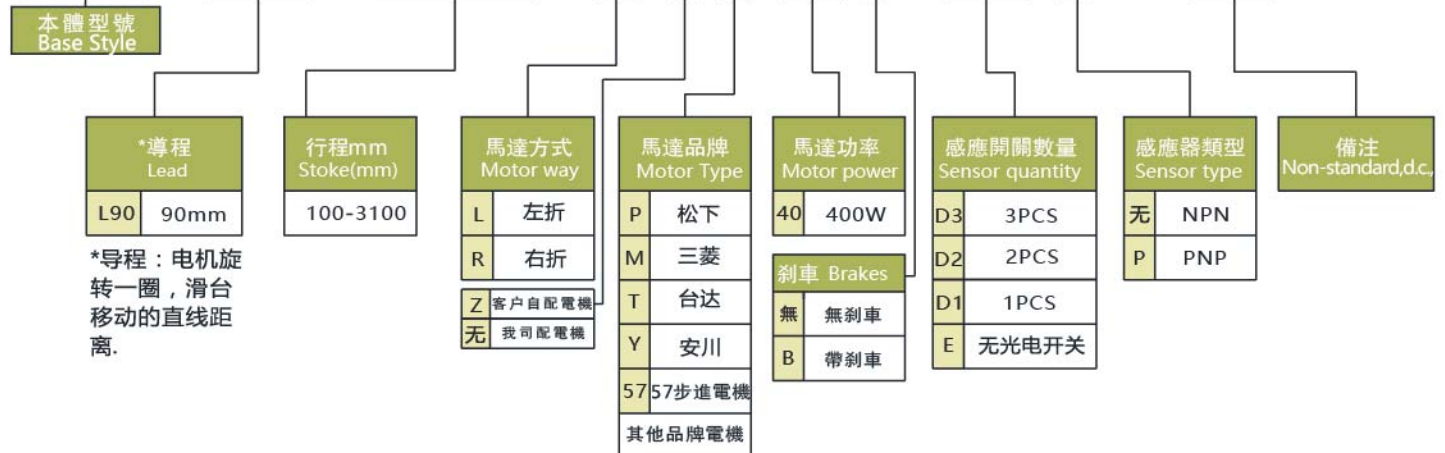 本體型號
Base Style
*導程
Lead
L90 90mm
*导程：电机旋
转一圈，滑台
移动的直线距
离.
行程mm
Stoke(mm)
100-3100
馬達方式
Motor way
L 左折
R 右折
Z 客户自配電機
无 我司配電機
馬達品牌
Motor Type
P 松下
M 三菱
T 台达
Y 安川
57 57步進電機
其他品牌電機
馬達功率
Motor power
40 400W
刹車 Brakes
無 無刹車
B 帶刹車
感應開關數量
Sensor quantity
D3 3PCS
D2 2PCS
D1 1PCS
E 无光电开关
感應器類型
Sensor type
无 NPN
P PNP
備注
Non-standard,d.c.,